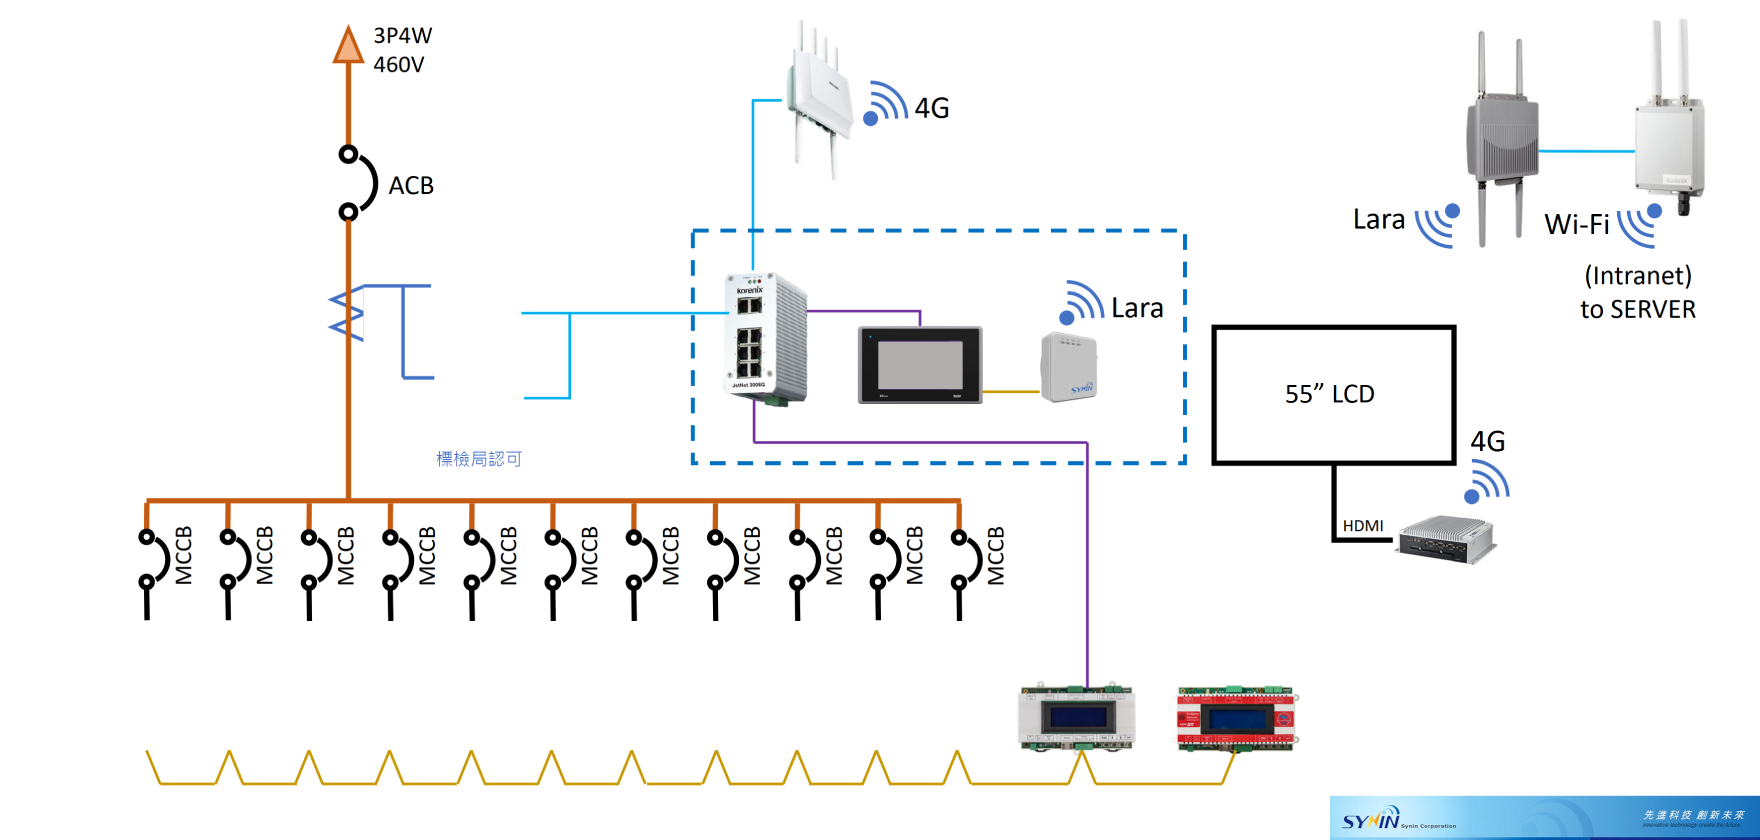 3P4W
460V
4G
ACB
Lara
Wi-Fi
(Intranet)
to SERVER
korenix
JetNet 3008G
Lara
SYNIN
55” LCD
4G
HDMI
標檢局認可
MCCB
MCCB
MCCB
MCCB
MCCB
MCCB
MCCB
MCCB
MCCB
MCCB
MCCB
SYNIN Synin Corporation
先進科技 創新未來
Innovative technology create the future